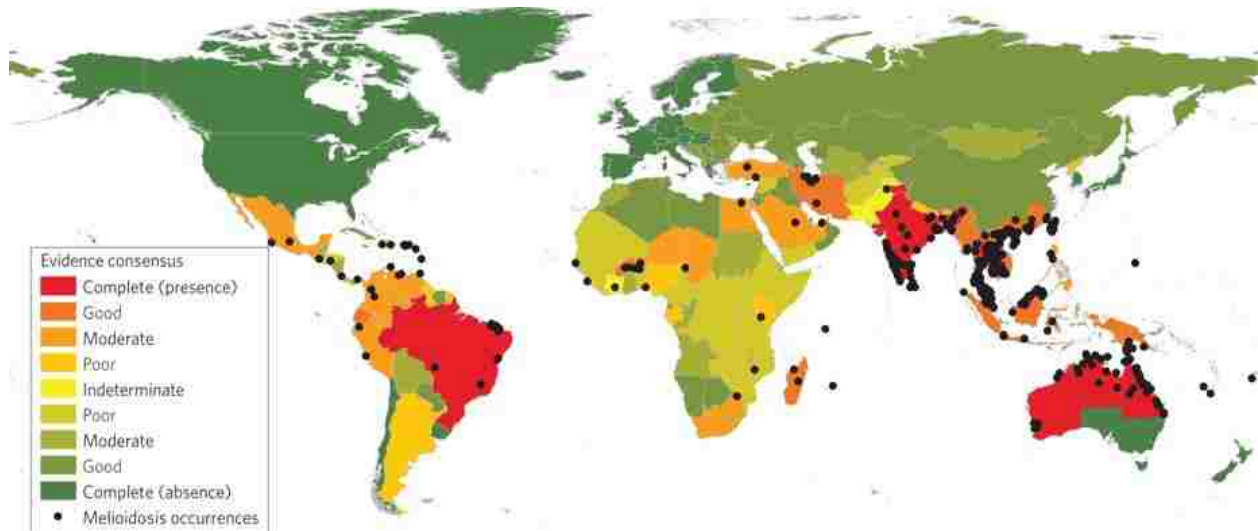 Evidence consensus
Complete (presence)
Good
Moderate
Poor
Indeterminate
Poor
Moderate
Good
Complete (absence)
Melioidosis occurrences